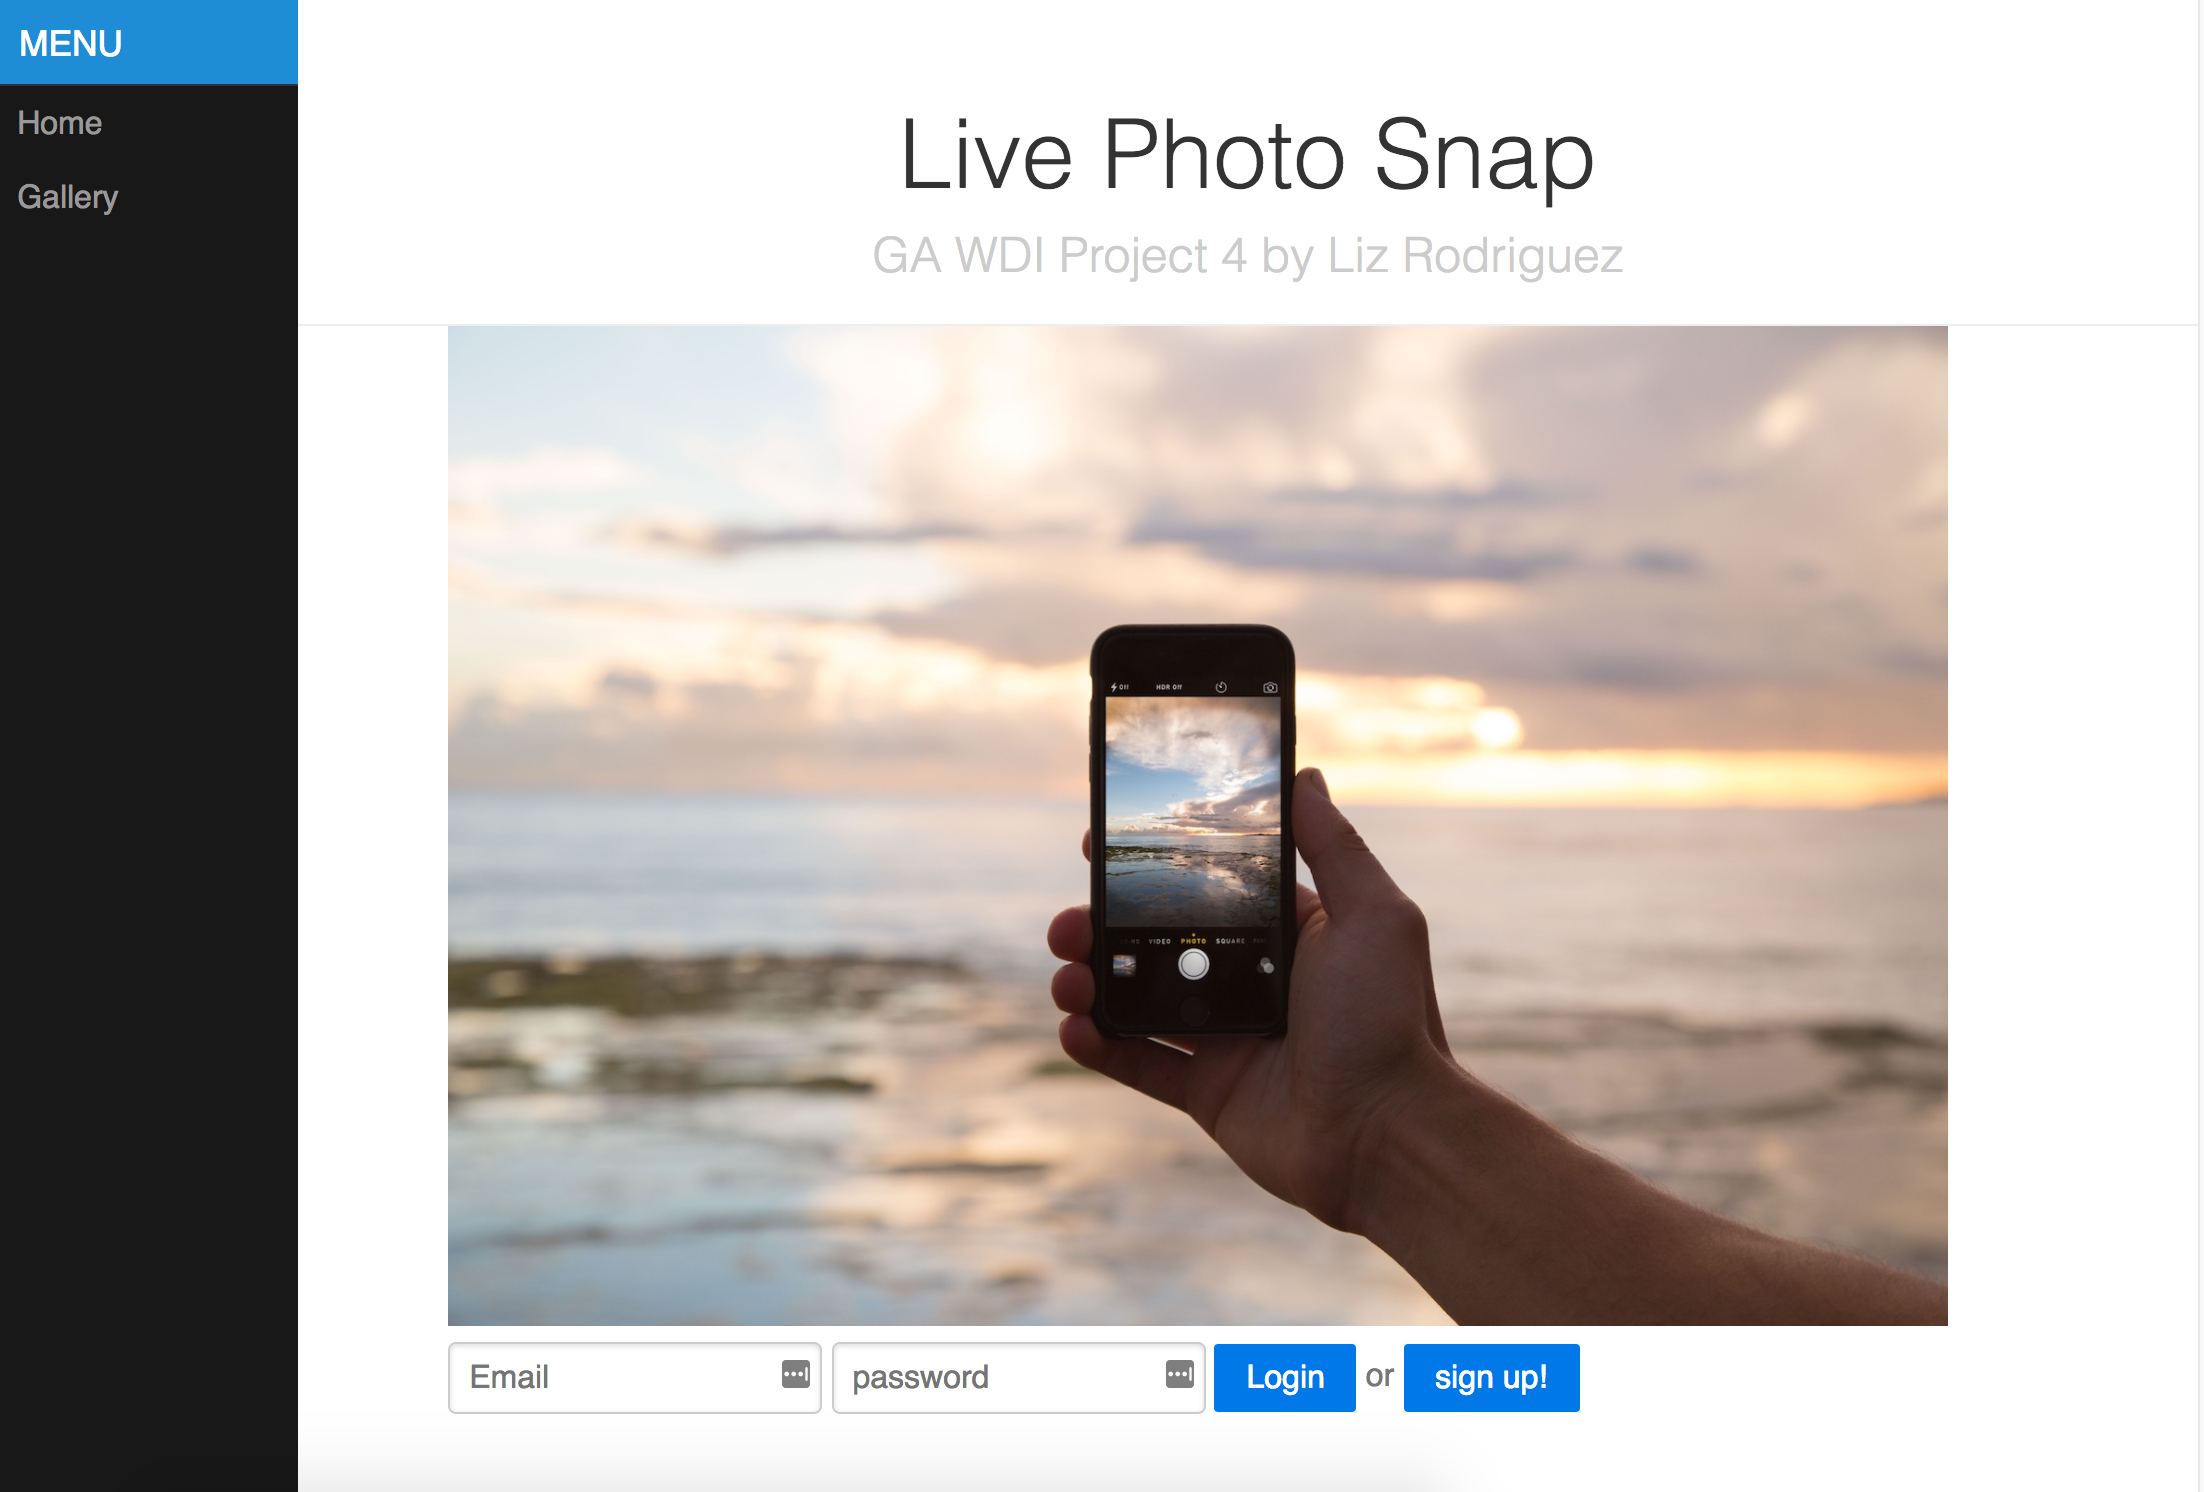 MENU
Home
Gallery
Live Photo Snap
GA WDI Project 4 by Liz Rodriguez
Off HDR Off
VIDEO PHOTO SQUARE
Email password Login or sign up!